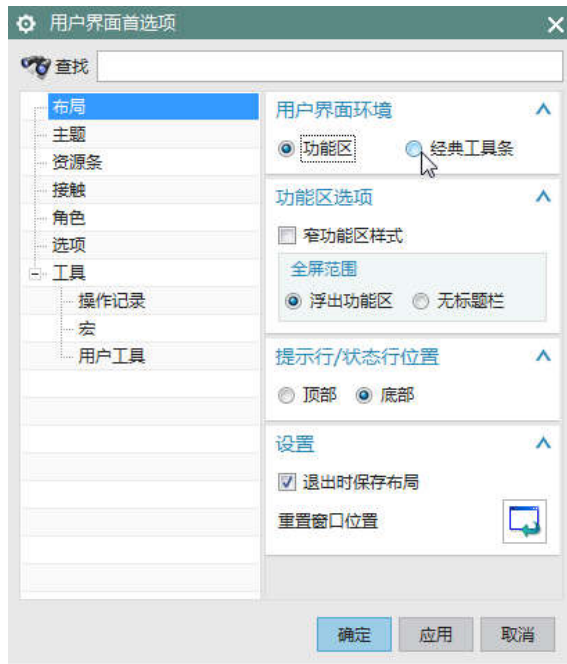 用户界面首选项
查找
布局
主题
资源条
接触
角色
选项
工具
操作记录
宏
用户工具
用户界面环境
功能区 经典工具条
功能区选项
窄功能区样式
全屏范围
浮出功能区 无标题栏
提示行/状态行位置
顶部 底部
设置
退出时保存布局
重置窗口位置
确定 应用 取消